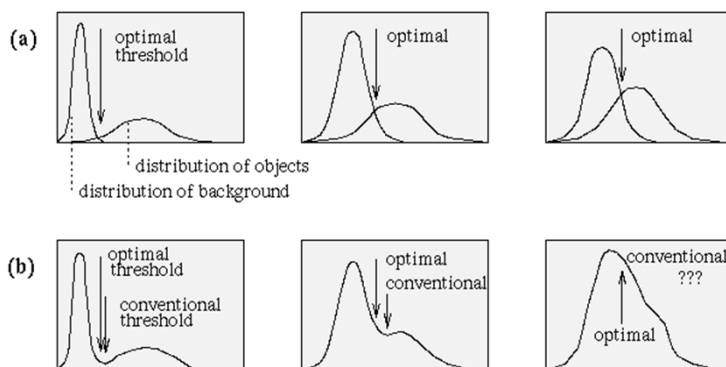 (a)
optimal
threshold
optimal
optimal
distribution of objects
distribution of background
(b)
optimal
threshold
conventional
threshold
optimal
conventional
conventional
???
optimal